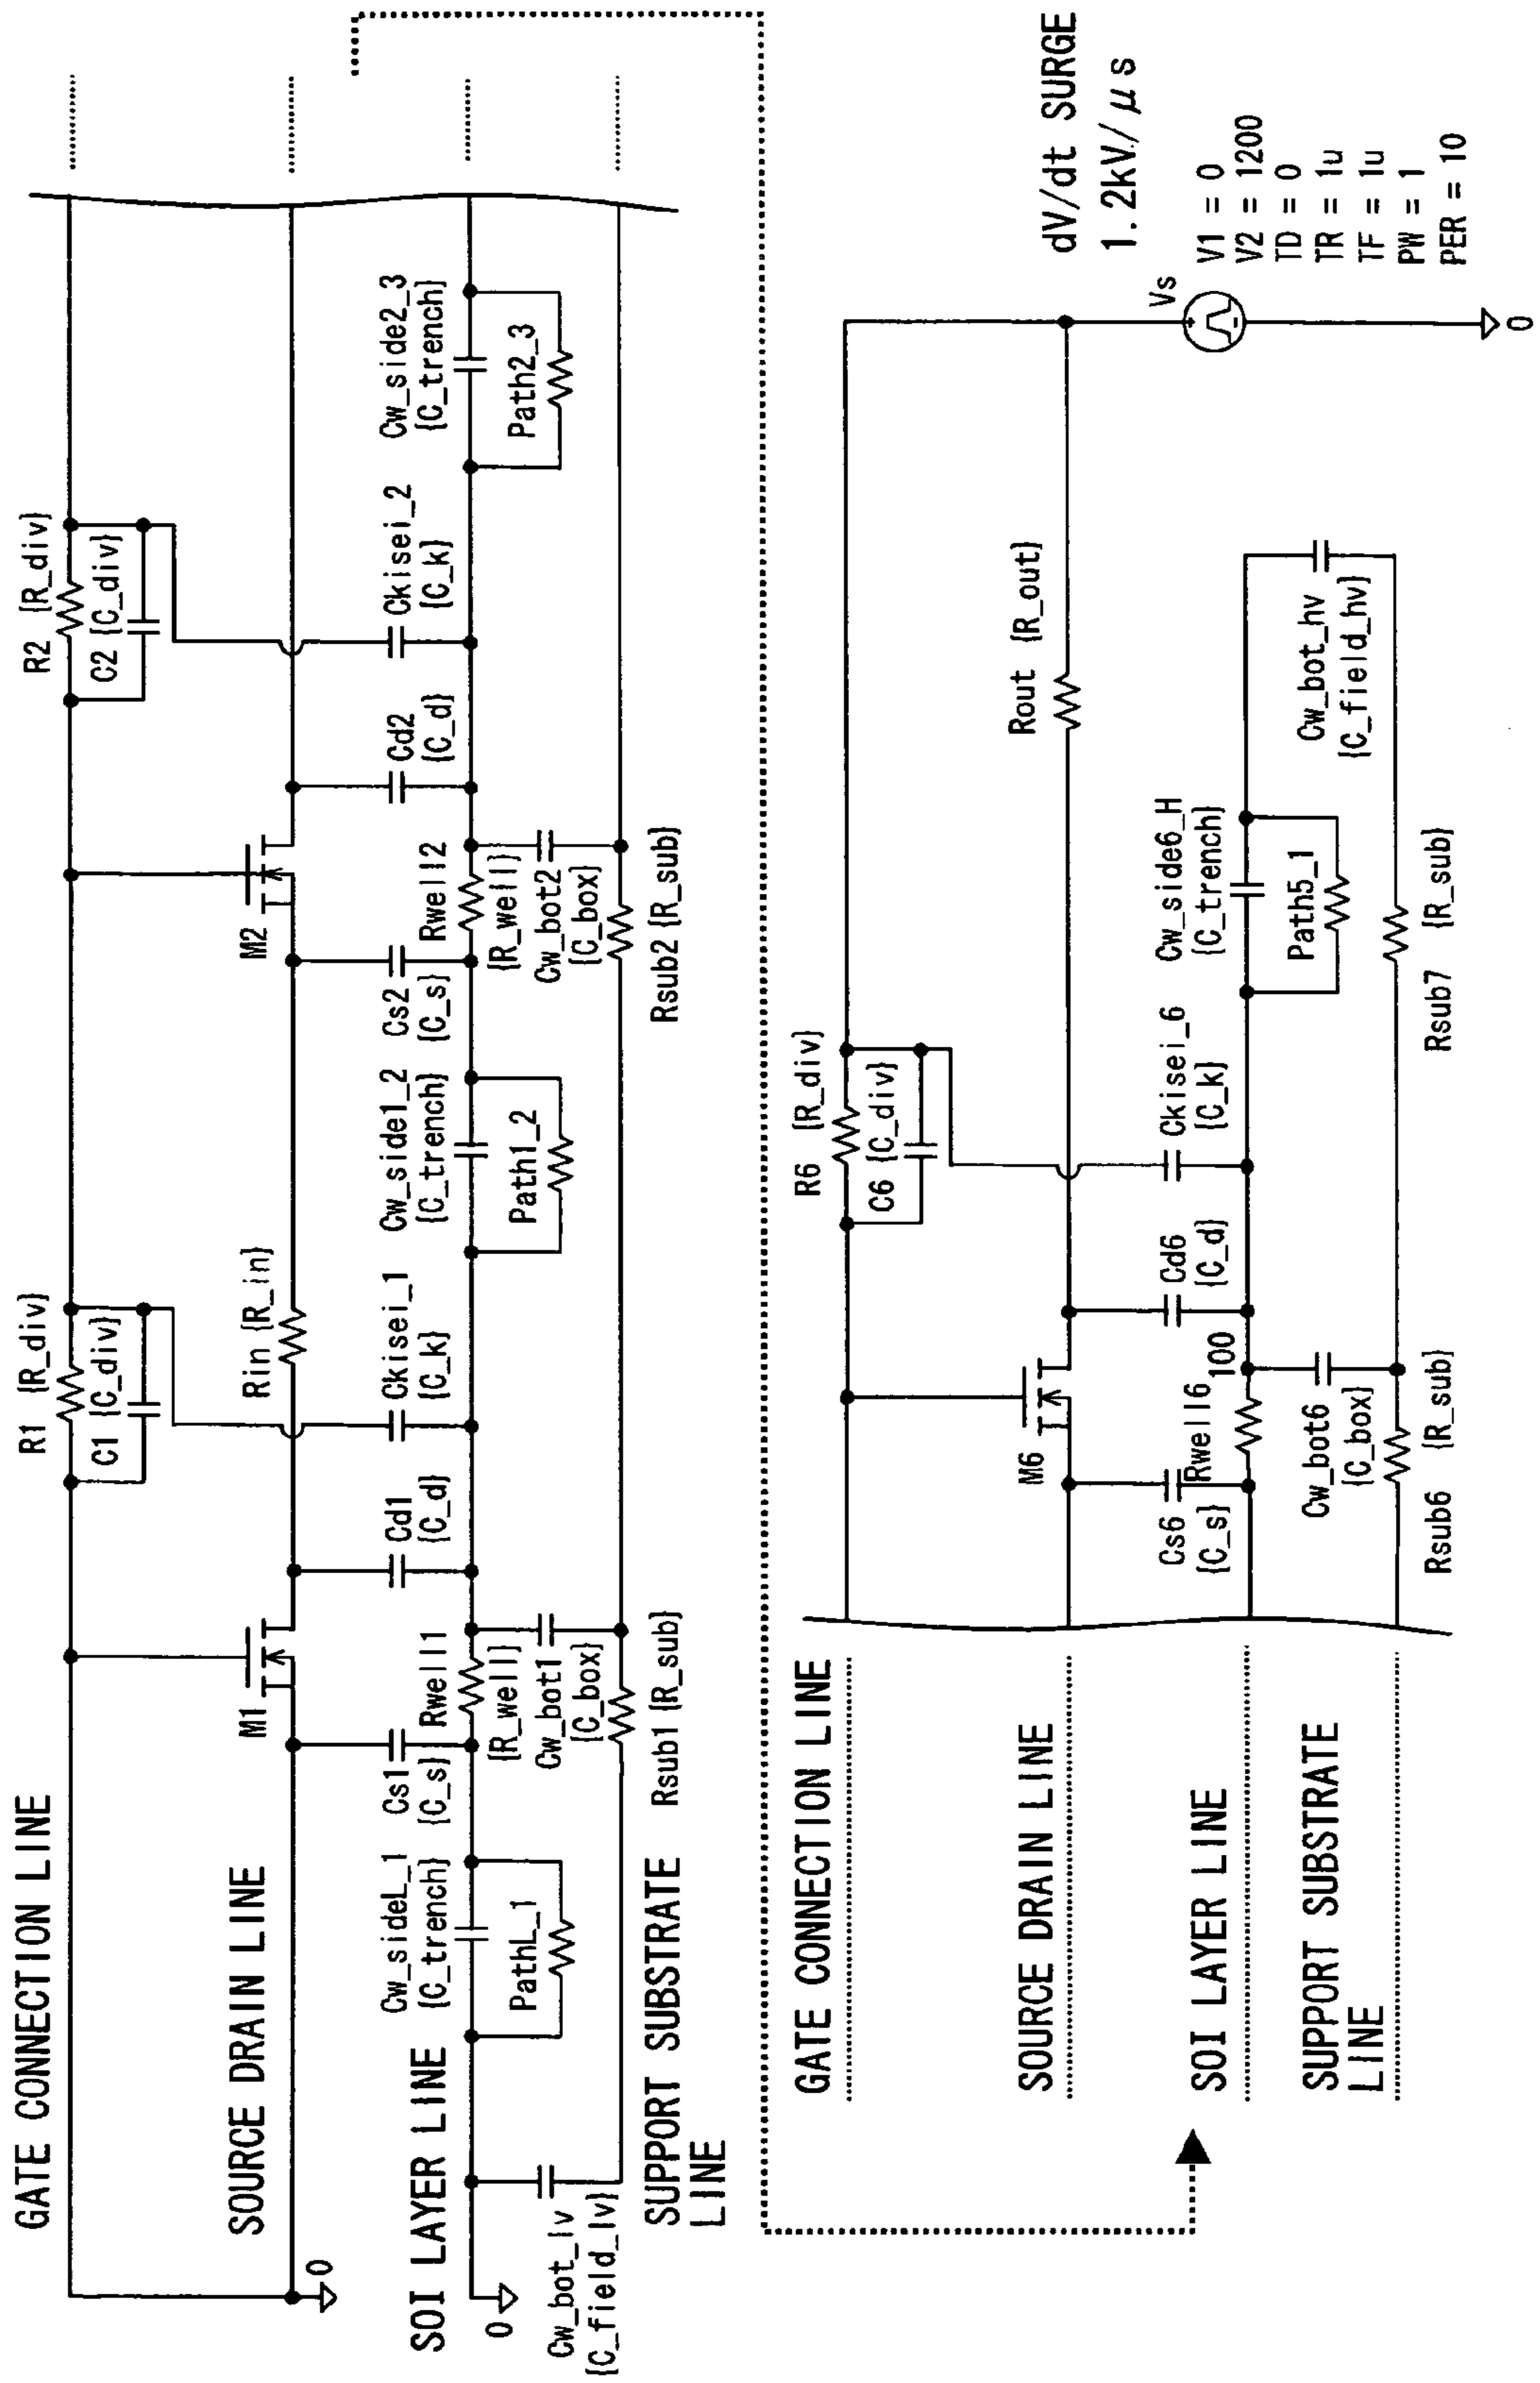 GATE CONNECTION LINE
R1 {R_div}
C1 {C_div}
R2 {R_div}
C2 {C_div}
SOURCE DRAIN LINE
M1
Rin {R_in}
M2
0
Cs1
{C_s}
Cd1
{C_d}
Ckisei_1
{C_k}
Cs2
{C_s}
Cd2
{C_d}
Ckisei_2
{C_k}
SOI LAYER LINE
0
Cw_sideL_1
{C_trench}
PathL_1
Rwell1
{R_well}
Cw_side1_2
{C_trench}
Path1_2
Rwell2
{R_well}
Cw_side2_3
{C_trench}
Path2_3
Cw_bot_lv
{C_field_lv}
Cw_bot1
{C_box}
Cw_bot2
{C_box}
SUPPORT SUBSTRATE
LINE
Rsub1 {R_sub}
Rsub2 {R_sub}
GATE CONNECTION LINE
R6 {R_div}
C6 {C_div}
SOURCE DRAIN LINE
M6
Rout {R_out}
dV/dt SURGE
1.2kV/μs
Cs6
{C_s}
Cd6
{C_d}
Ckisei_6
{C_k}
Vs
V1 = 0
V2 = 1200
TD = 0
TR = 1u
TF = 1u
PW = 1
PER = 10
0
SOI LAYER LINE
Rwell6
100
Cw_side6_H
{C_trench}
Path5_1
Cw_bot6
{C_box}
Cw_bot_hv
{C_field_hv}
SUPPORT SUBSTRATE
LINE
Rsub6 {R_sub}
Rsub7 {R_sub}